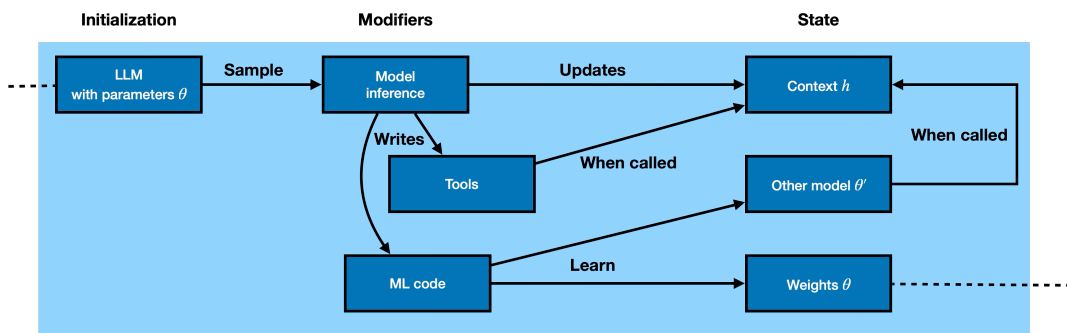 Initialization
Modifiers
State
LLM
with parameters θ
Sample
Model
inference
Updates
Context h
Writes
When called
When called
Tools
Other model θ′
ML code
Learn
Weights θ